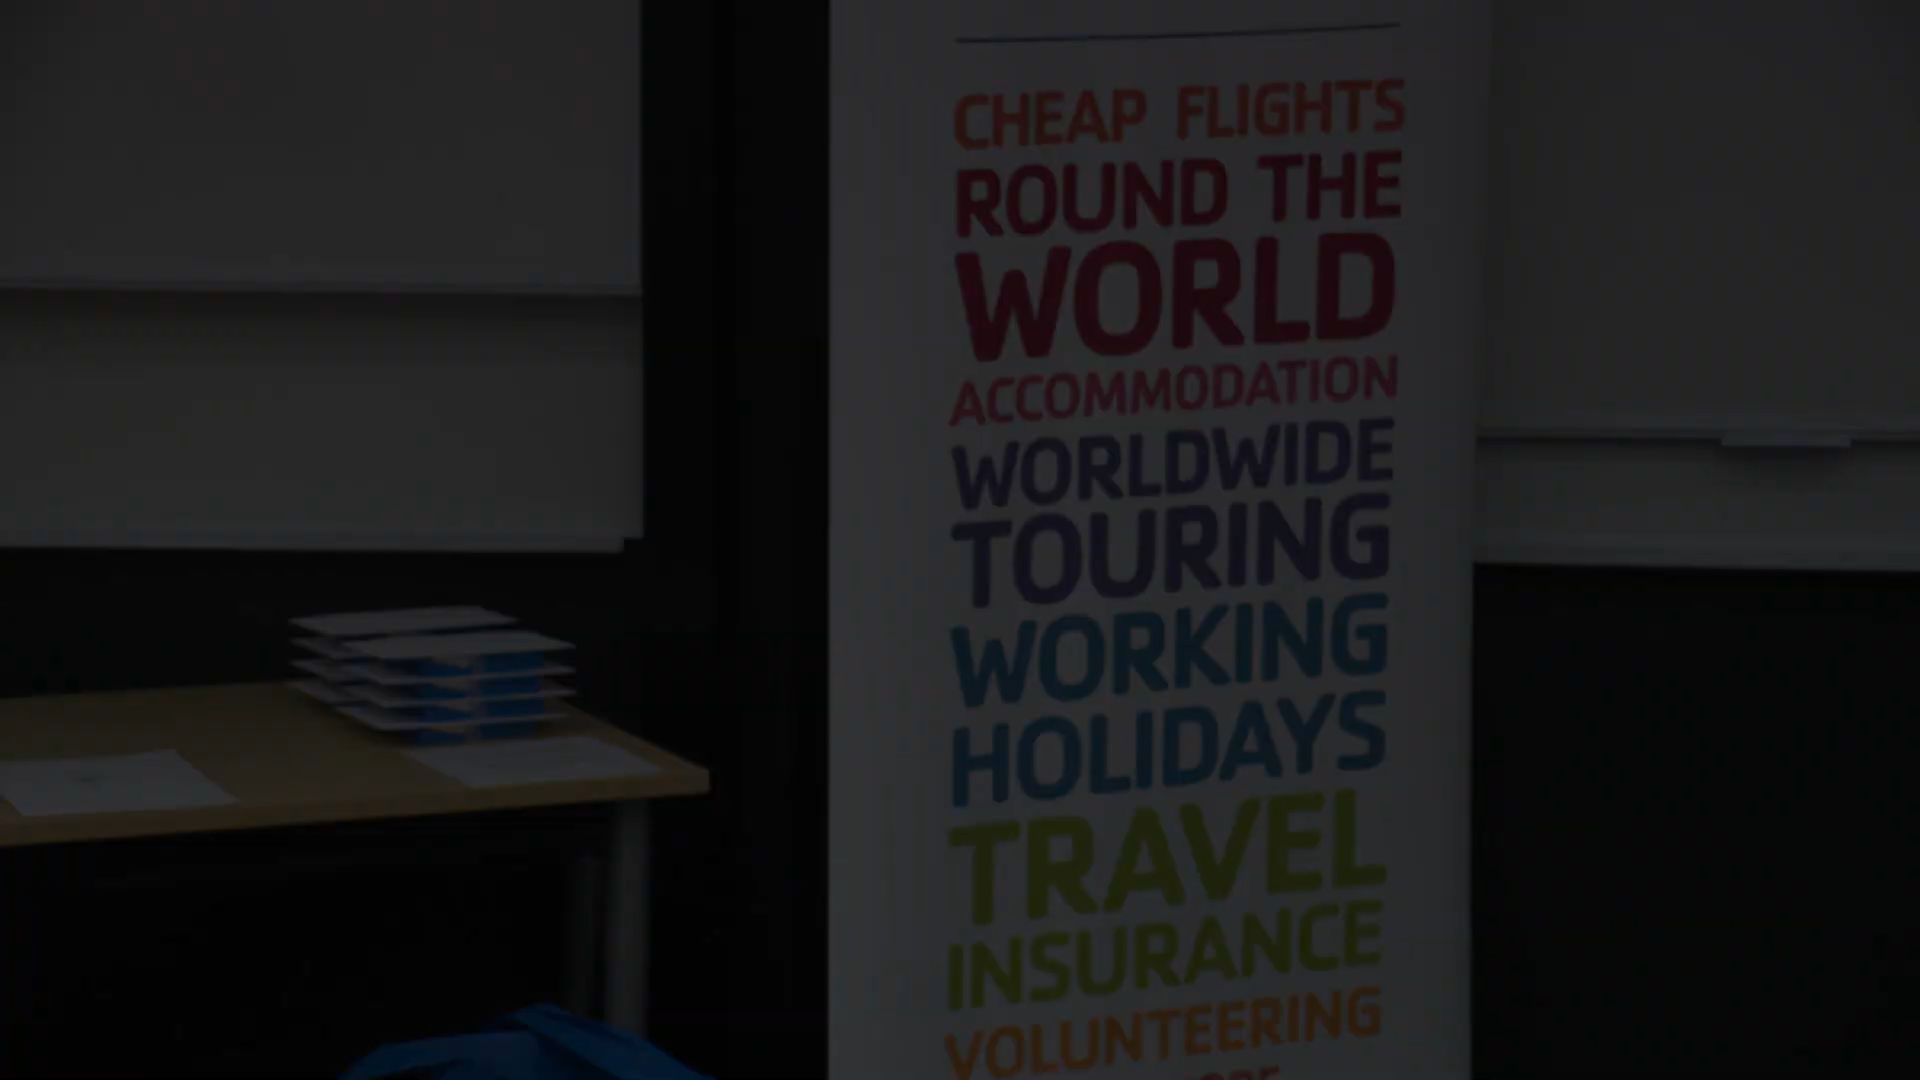 CHEAP FLIGHTS
ROUND THE
WORLD
ACCOMMODATION
WORLDWIDE
TOURING
WORKING
HOLIDAYS
TRAVEL
INSURANCE
VOLUNTEERING